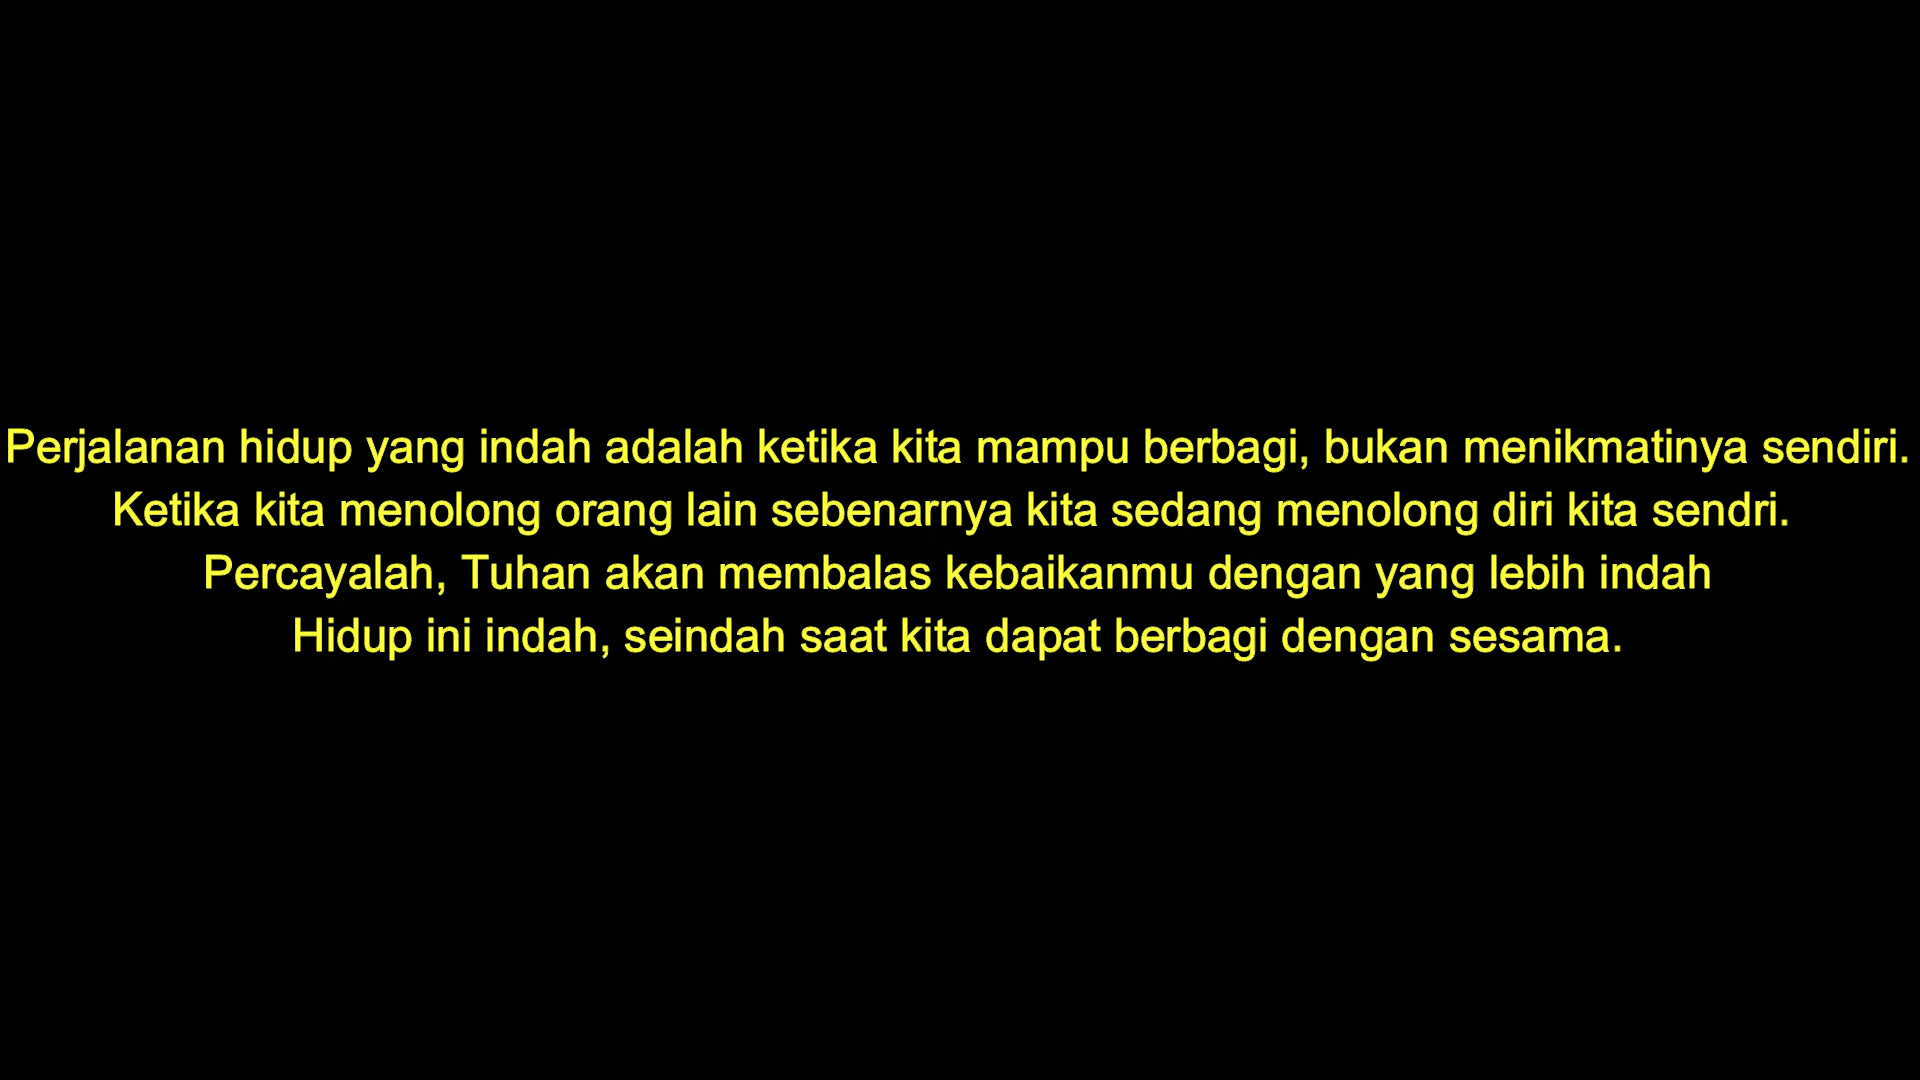 Perjalanan hidup yang indah adalah ketika kita mampu berbagi, bukan menikmatinya sendiri.
Ketika kita menolong orang lain sebenarnya kita sedang menolong diri kita sendri.
Percayalah, Tuhan akan membalas kebaikanmu dengan yang lebih indah
Hidup ini indah, seindah saat kita dapat berbagi dengan sesama.